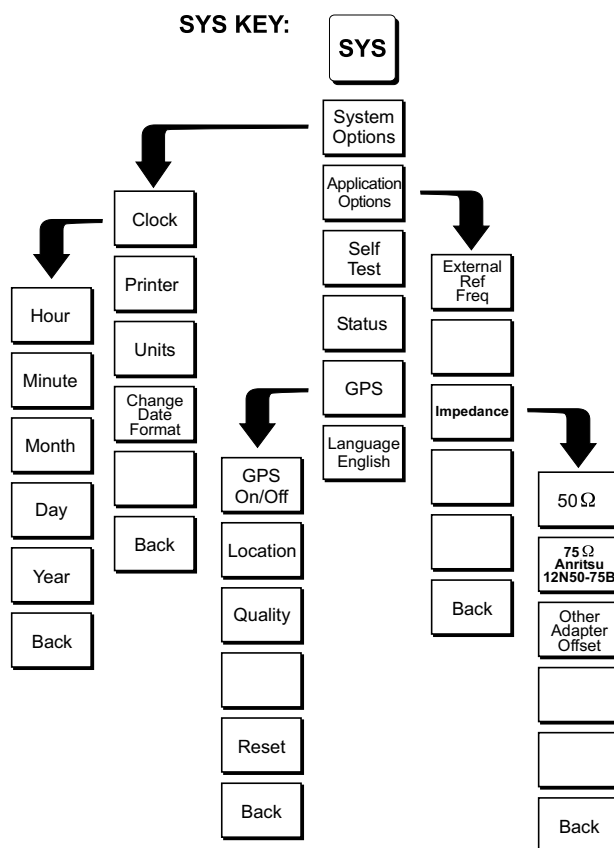 SYS KEY:
SYS
System
Options
Application
Options
Self
Test
Status
GPS
Language
English
Clock
Printer
Units
Change
Date
Format
Back
Hour
Minute
Month
Day
Year
Back
GPS
On/Off
Location
Quality
Reset
Back
External
Ref
Freq
Impedance
Back
50 Ω
75 Ω
Anritsu
12N50-75B
Other
Adapter
Offset
Back